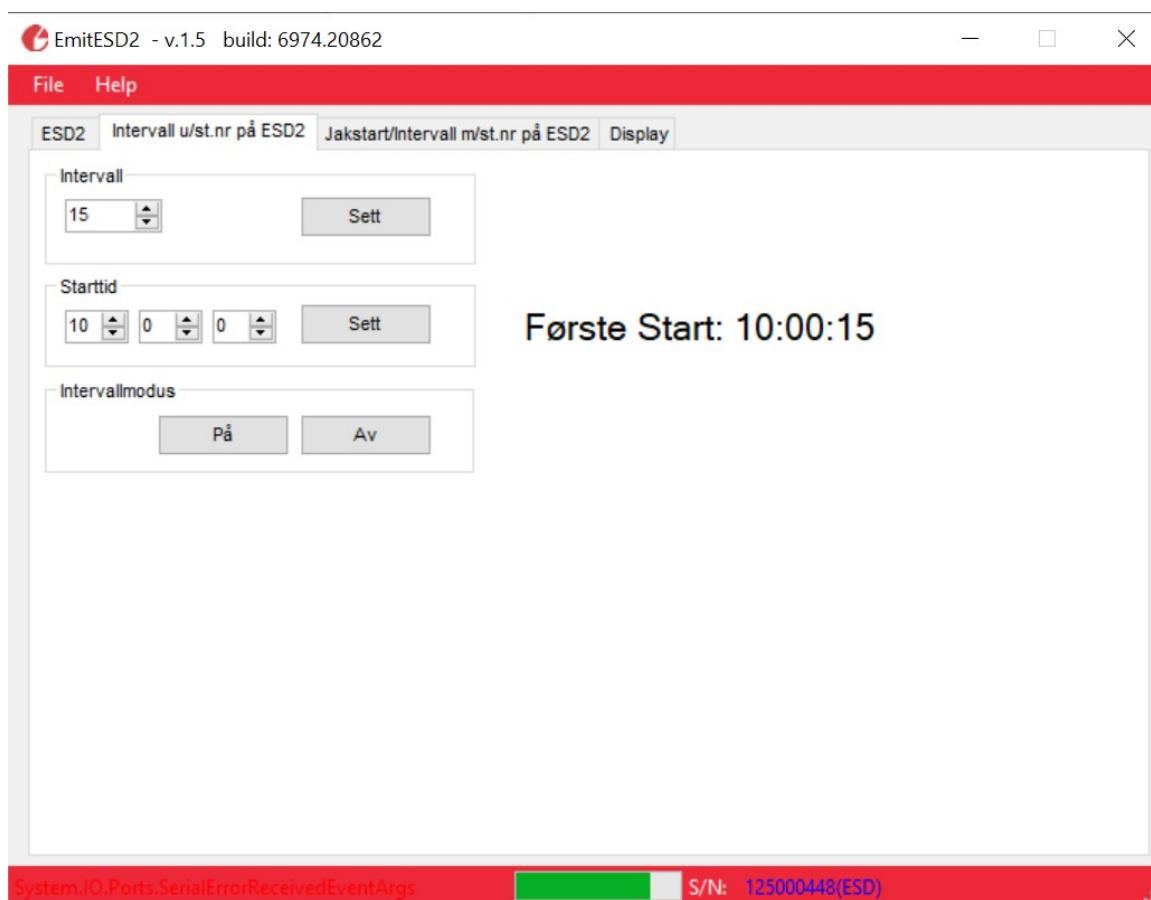 EmitESD2 - v.1.5 build: 6974.20862
File Help
ESD2 Intervall u/st.nr på ESD2 Jakstart/Intervall m/st.nr på ESD2 Display
Intervall
15 Sett
Starttid
10 0 0 Sett
Første Start: 10:00:15
Intervallmodus
På Av
System.IO.Ports.SerialErrorReceivedEventArgs S/N: 125000448(ESD)